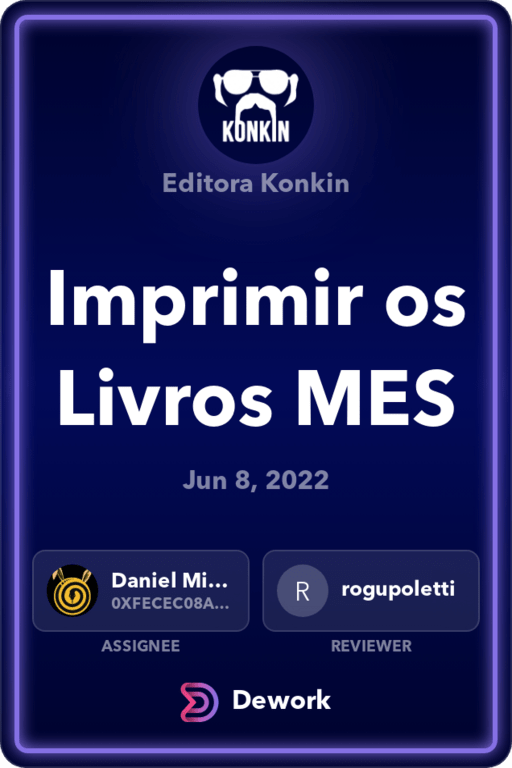 KONKIN
Editora Konkin
Imprimir os
Livros MES
Jun 8, 2022
Daniel Mi...
0XFECEC08A...
ASSIGNEE
R
rogupoletti
REVIEWER
Dework